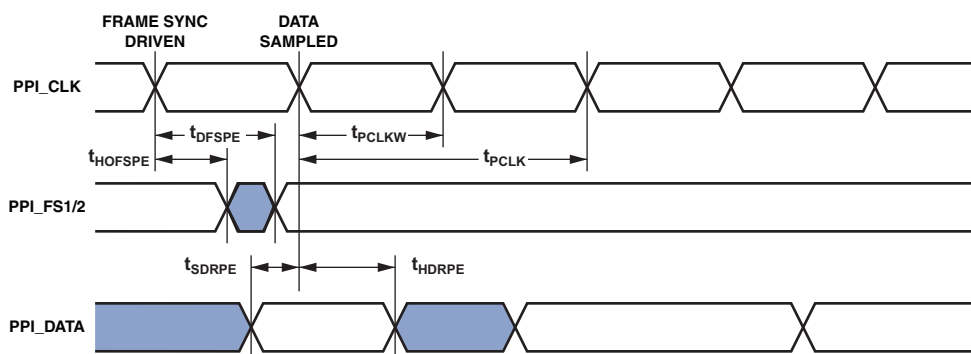 FRAME SYNC
DRIVEN
DATA
SAMPLED
PPI_CLK
tDFSPE
tPCLKW
tHOFSPE
tPCLK
PPI_FS1/2
tSDRPE
tHDRPE
PPI_DATA